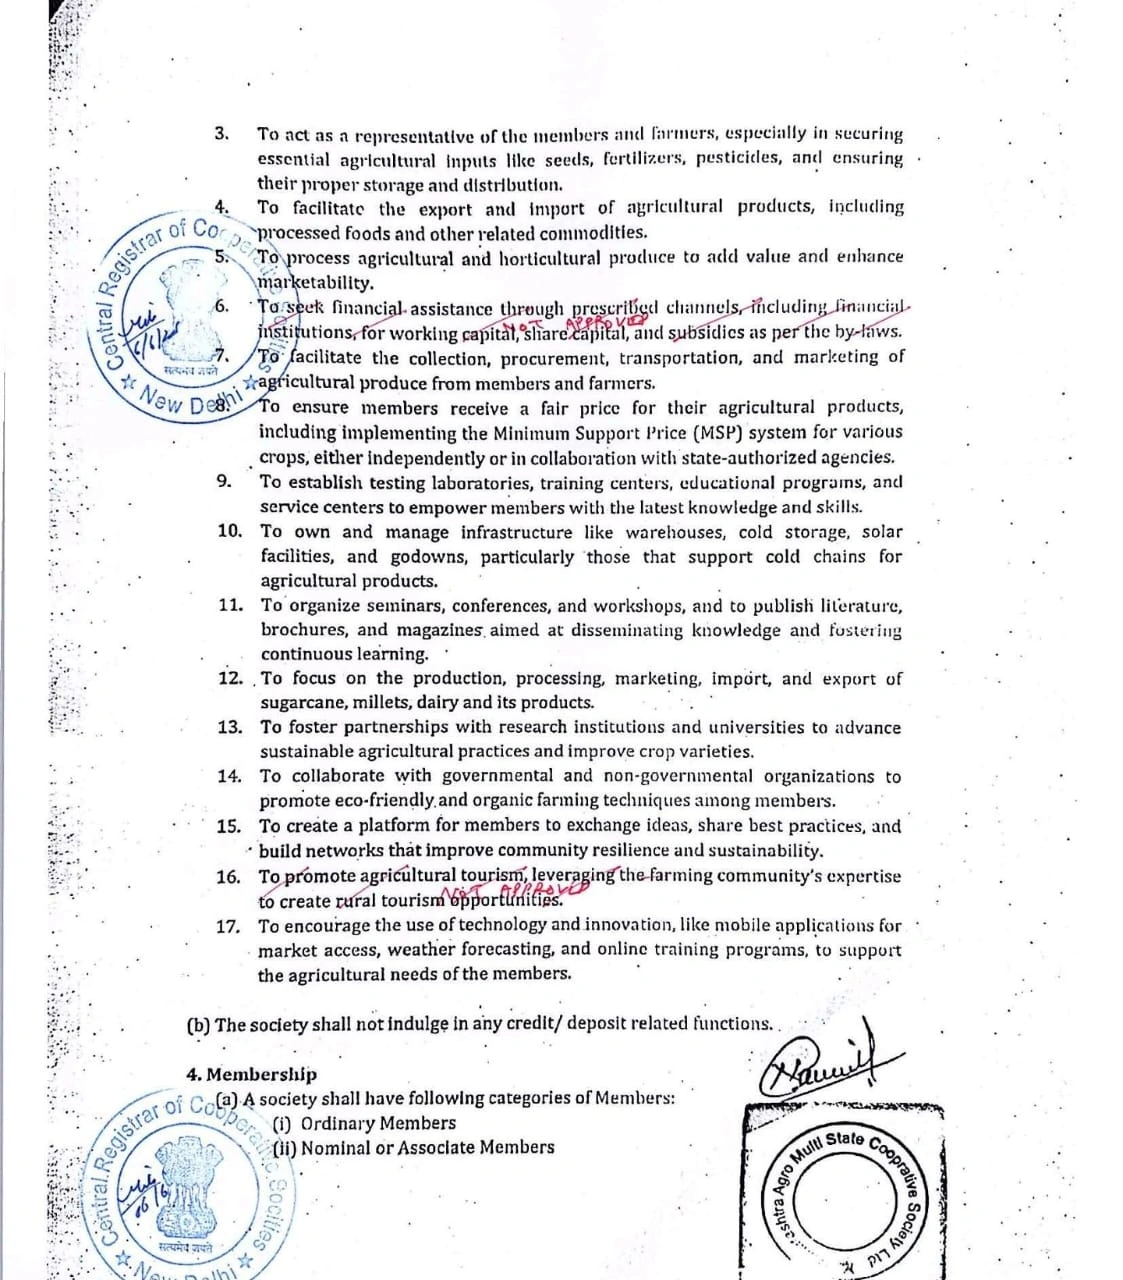 3. To act as a representative of the members and farmers, especially in securing
essential agricultural inputs like seeds, fertilizers, pesticides, and ensuring
their proper storage and distribution.
4. To facilitate the export and import of agricultural products, including
processed foods and other related commodities.
5. To process agricultural and horticultural produce to add value and enhance
marketability.
6. To seek financial assistance through prescribed channels, including financial
institutions, for working capital, share capital, and subsidies as per the by-laws.
NOT APPROVED
7. To facilitate the collection, procurement, transportation, and marketing of
agricultural produce from members and farmers.
8. To ensure members receive a fair price for their agricultural products,
including implementing the Minimum Support Price (MSP) system for various
crops, either independently or in collaboration with state-authorized agencies.
9. To establish testing laboratories, training centers, educational programs, and
service centers to empower members with the latest knowledge and skills.
10. To own and manage infrastructure like warehouses, cold storage, solar
facilities, and godowns, particularly those that support cold chains for
agricultural products.
11. To organize seminars, conferences, and workshops, and to publish literature,
brochures, and magazines aimed at disseminating knowledge and fostering
continuous learning.
12. To focus on the production, processing, marketing, import, and export of
sugarcane, millets, dairy and its products.
13. To foster partnerships with research institutions and universities to advance
sustainable agricultural practices and improve crop varieties.
14. To collaborate with governmental and non-governmental organizations to
promote eco-friendly and organic farming techniques among members.
15. To create a platform for members to exchange ideas, share best practices, and
build networks that improve community resilience and sustainability.
16. To promote agricultural tourism, leveraging the farming community's expertise
to create rural tourism opportunities.
NOT APPROVED
17. To encourage the use of technology and innovation, like mobile applications for
market access, weather forecasting, and online training programs, to support
the agricultural needs of the members.
(b) The society shall not indulge in any credit/ deposit related functions.
4. Membership
(a) A society shall have following categories of Members:
(i) Ordinary Members
(ii) Nominal or Associate Members
Central Registrar of Cooperative
New Delhi
सत्यमेव जयते
Central Registrar of Cooperative Societies
New Delhi
सत्यमेव जयते
Agro Multi State Cooprative Society Ltd